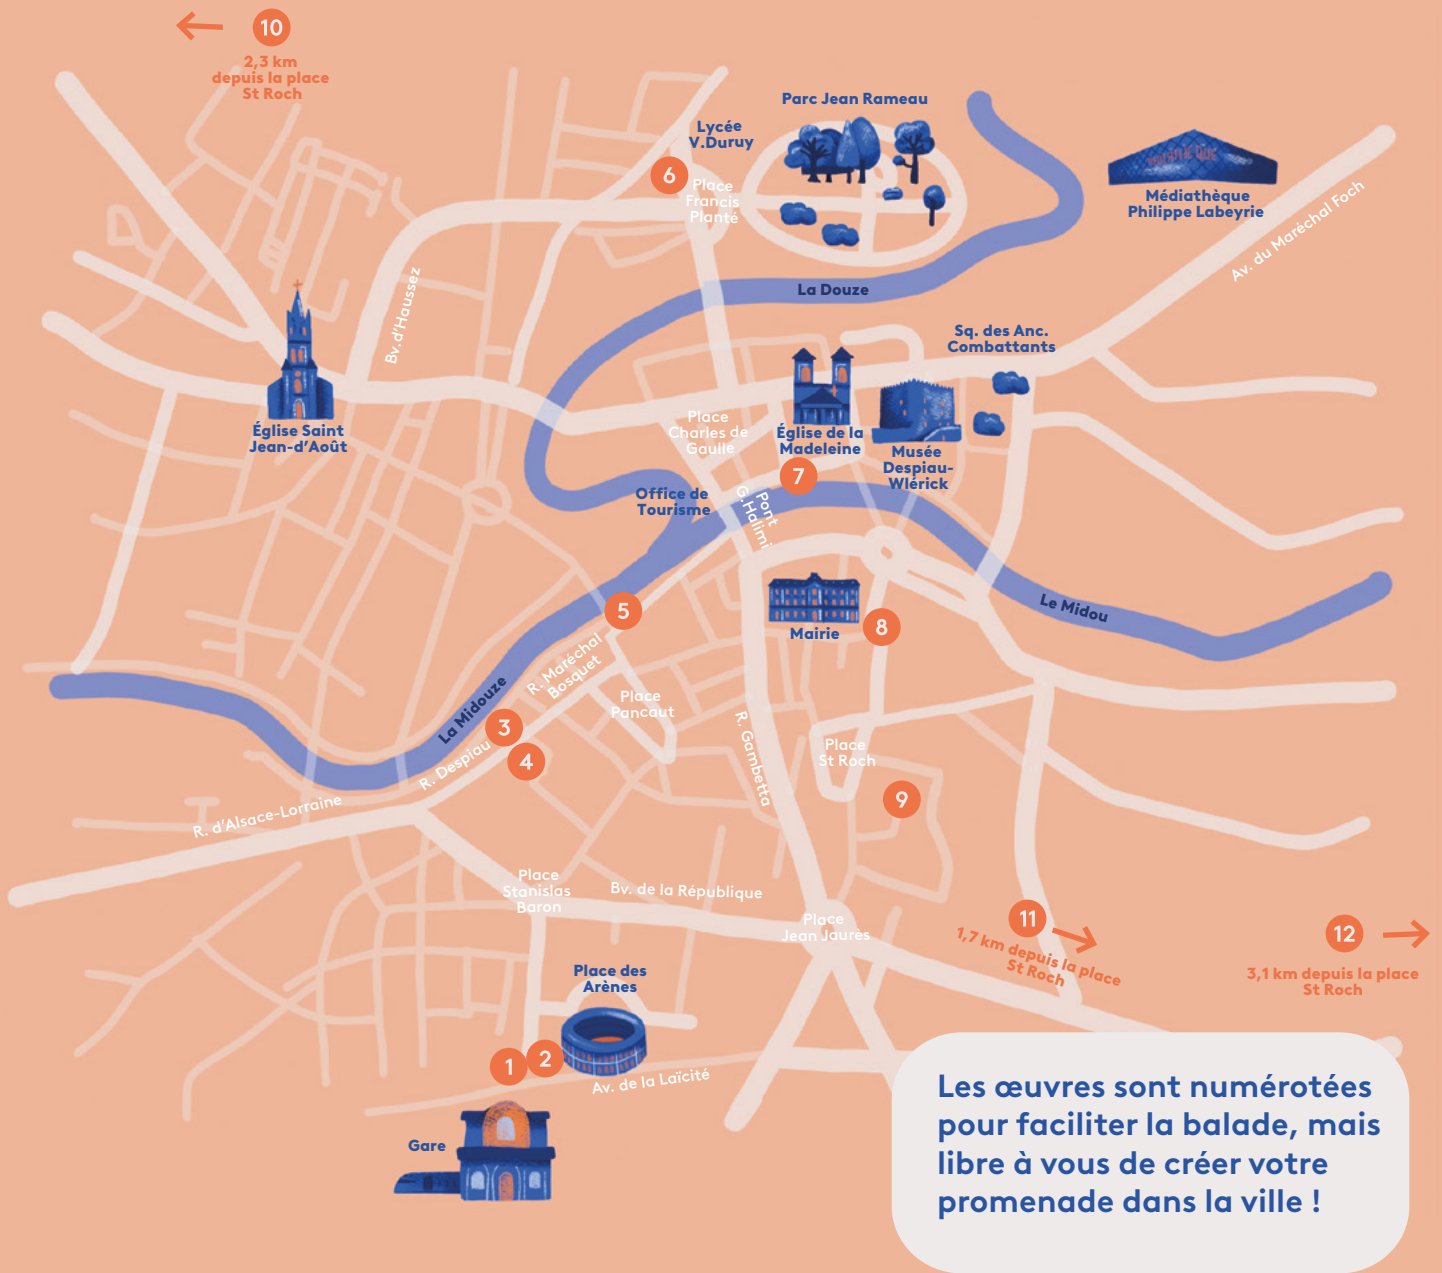 10
2,3 km
depuis la place
St Roch
Parc Jean Rameau
Lycée
V.Duruy
6
Place
Francis
Planté
MÉDIATHÈQUE
Médiathèque
Philippe Labeyrie
Av. du Maréchal Foch
Bv. d'Haussez
La Douze
Sq. des Anc.
Combattants
Église Saint
Jean-d'Août
Place
Charles de
Gaulle
Église de la
Madeleine
Musée
Despiau-
Wlérick
7
Office de
Tourisme
Pont
G.Halimi
5
Mairie
8
Le Midou
R. Maréchal
Bosquet
La Midouze
Place
Pancaut
3
4
R. Despiau
R. Gambetta
Place
St Roch
9
R. d'Alsace-Lorraine
Place
Stanislas
Baron
Bv. de la République
Place
Jean Jaurès
11
1,7 km depuis la place
St Roch
12
3,1 km depuis la place
St Roch
Place des
Arènes
1
2
Av. de la Laïcité
Gare
Les œuvres sont numérotées
pour faciliter la balade, mais
libre à vous de créer votre
promenade dans la ville !